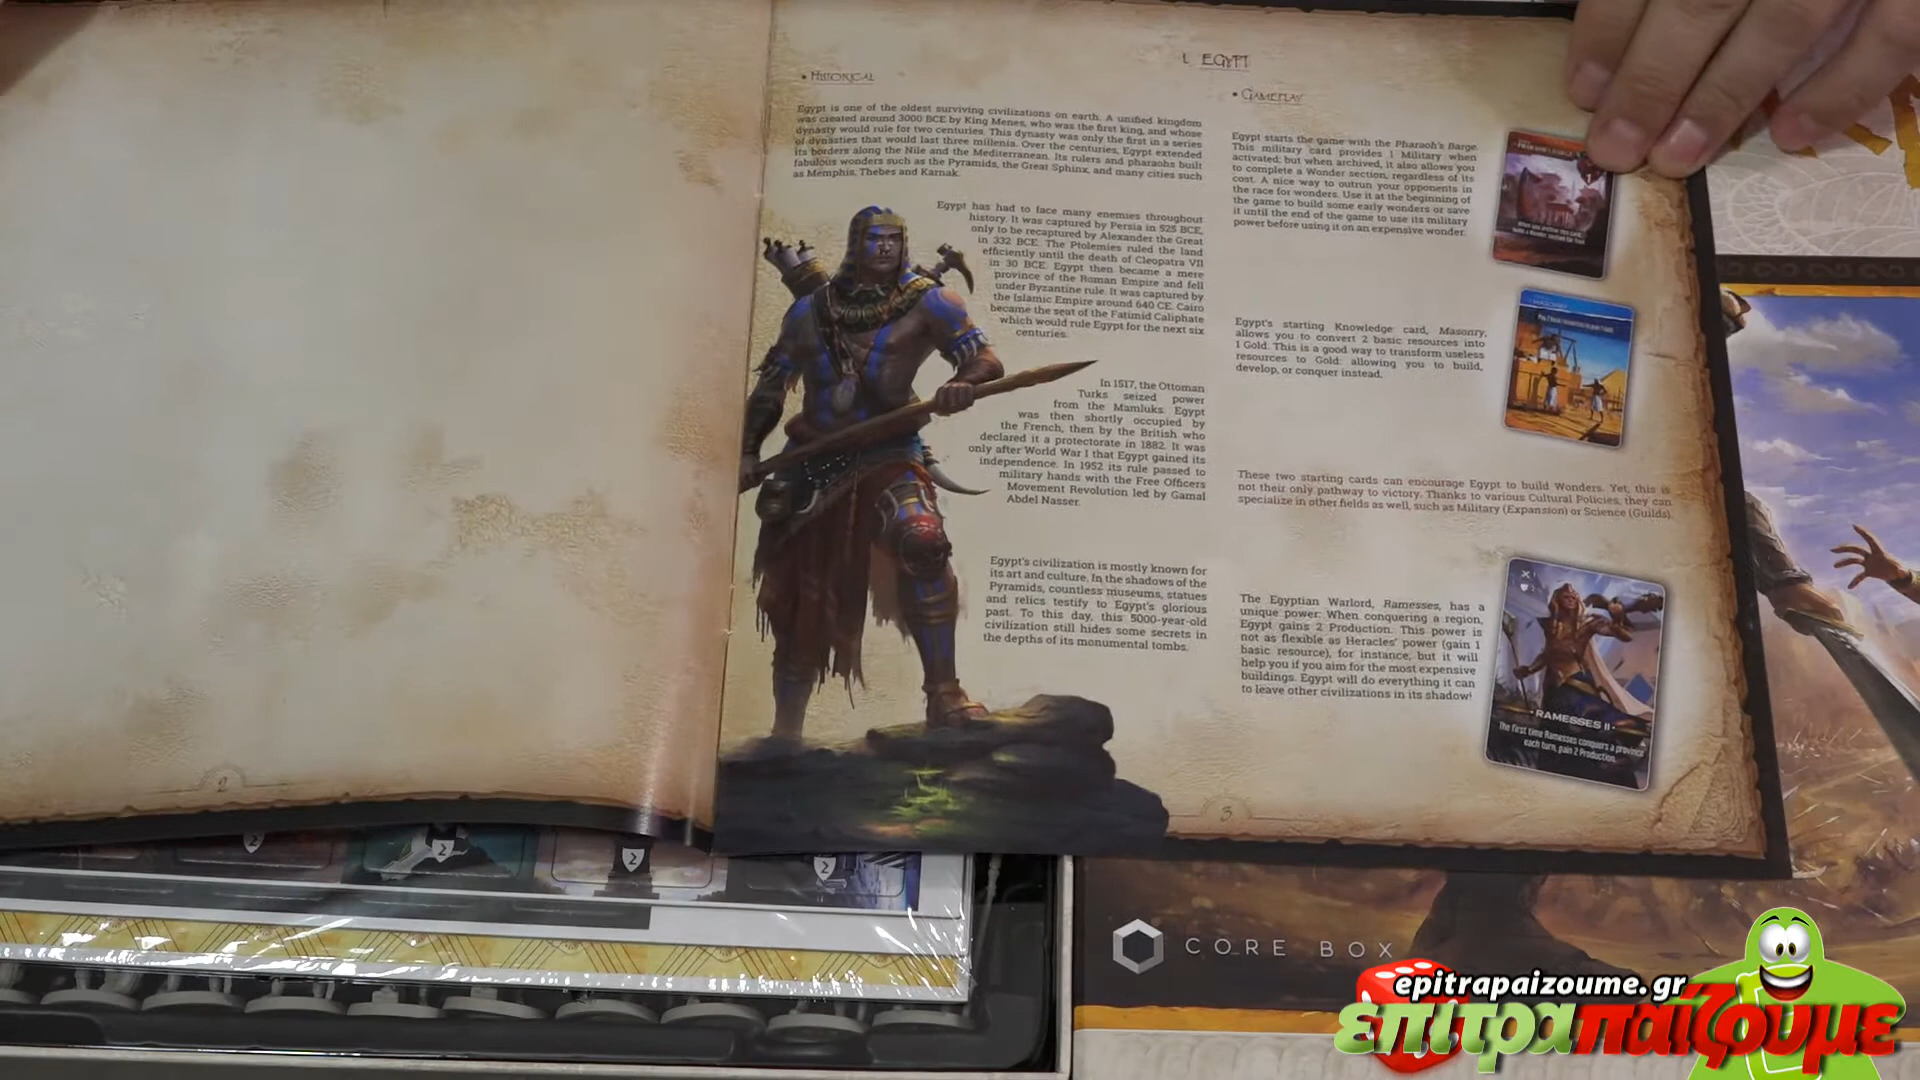 1. EGYPT
• HISTORICAL
Egypt is one of the oldest surviving civilizations on earth. A unified kingdom
was created around 3000 BCE by King Menes, who was the first king, and whose
dynasty would rule for two centuries. This dynasty was only the first in a series
of dynasties that would last three millenia. Over the centuries, Egypt extended
its borders along the Nile and the Mediterranean. Its rulers and pharaohs built
fabulous wonders such as the Pyramids, the Great Sphinx, and many cities such
as Memphis, Thebes and Karnak.
Egypt has had to face many enemies throughout
history. It was captured by Persia in 525 BCE,
only to be recaptured by Alexander the Great
in 332 BCE. The Ptolemies ruled the land
efficiently until the death of Cleopatra VII
in 30 BCE. Egypt then became a mere
province of the Roman Empire and fell
under Byzantine rule. It was captured by
the Islamic Empire around 640 CE. Cairo
became the seat of the Fatimid Caliphate
which would rule Egypt for the next six
centuries.
In 1517, the Ottoman
Turks seized power
from the Mamluks. Egypt
was then shortly occupied by
the French, then by the British who
declared it a protectorate in 1882. It was
only after World War I that Egypt gained its
independence. In 1952 its rule passed to
military hands with the Free Officers
Movement Revolution led by Gamal
Abdel Nasser.
Egypt's civilization is mostly known for
its art and culture. In the shadows of the
Pyramids, countless museums, statues
and relics testify to Egypt's glorious
past. To this day, this 5000-year-old
civilization still hides some secrets in
the depths of its monumental tombs.
• GAMEPLAY
Egypt starts the game with the Pharaoh's Barge.
This military card provides 1 Military when
activated; but when archived, it also allows you
to complete a Wonder section, regardless of its
cost. A nice way to outrun your opponents in
the race for wonders. Use it at the beginning of
the game to build some early wonders or save
it until the end of the game to use its military
power before using it on an expensive wonder.
Egypt's starting Knowledge card, Masonry,
allows you to convert 2 basic resources into
1 Gold. This is a good way to transform useless
resources to Gold: allowing you to build,
develop, or conquer instead.
These two starting cards can encourage Egypt to build Wonders. Yet, this is
not their only pathway to victory. Thanks to various Cultural Policies, they can
specialize in other fields as well, such as Military (Expansion) or Science (Guilds).
The Egyptian Warlord, Ramesses, has a
unique power: When conquering a region,
Egypt gains 2 Production. This power is
not as flexible as Heracles' power (gain 1
basic resource), for instance, but it will
help you if you aim for the most expensive
buildings. Egypt will do everything it can
to leave other civilizations in its shadow!
• RAMESSES II •
The first time Ramesses conquers a province
each turn, gain 2 Production.
2
3
2
2
2
2
CORE BOX
epitrapaizoume.gr
επιτραπαίζουμε